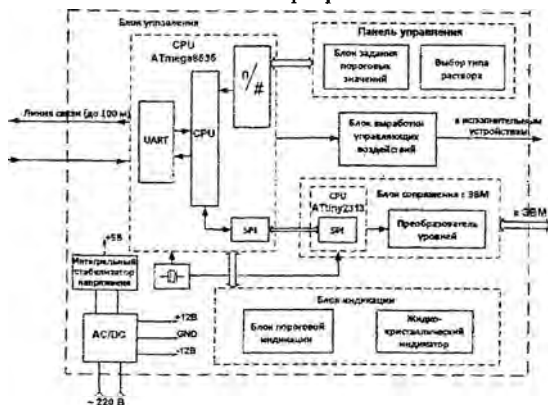 Блок управления
CPU
ATmega8535
п/#
UART
CPU
SPI
Панель управления
Блок задания
пороговых
значений
Выбор типа
раствора
Линия связи (до 100 м)
Блок выработки
управляющих
воздействий
к исполнительным
устройствам
CPU
ATtiny2313
SPI
Блок сопряжения с ЭВМ
Преобразователь
уровней
к ЭВМ
+5В
Интегральный
стабилизатор
напряжения
AC/DC
+12В
GND
-12В
~ 220 В
Блок индикации
Блок пороговой
индикации
Жидко-
кристаллический
индикатор